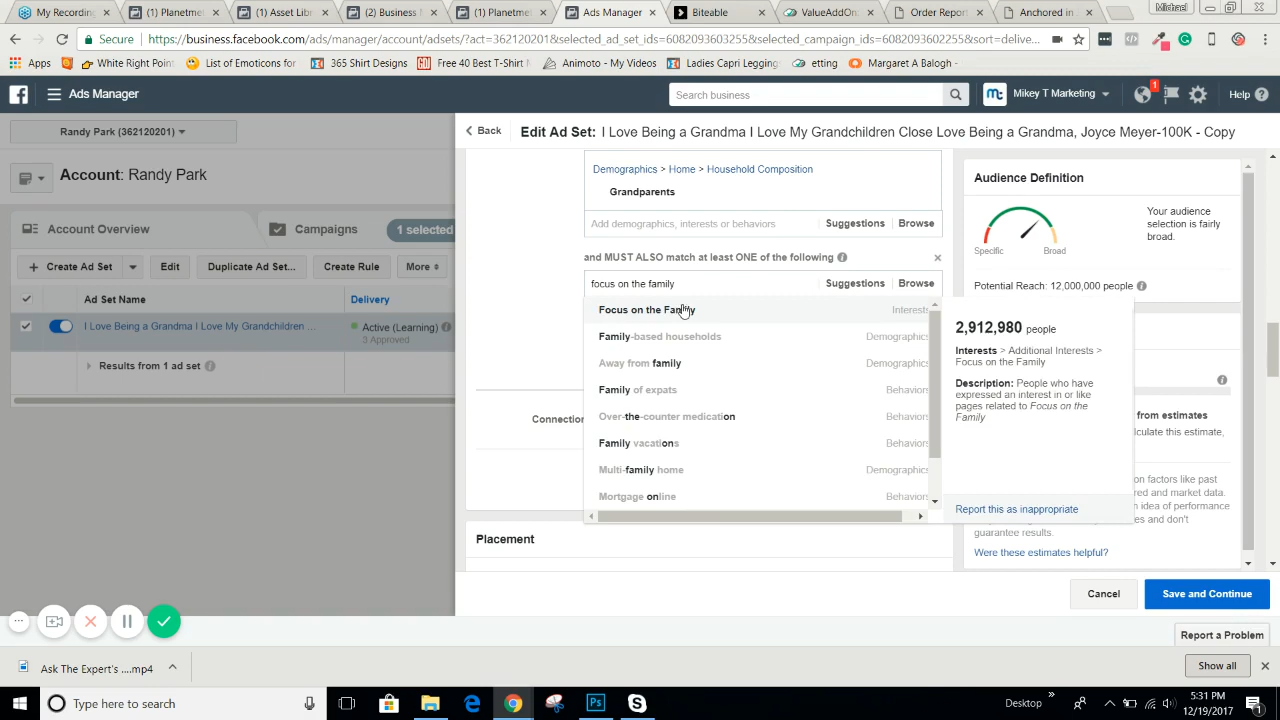 My Recording
(1) Planetme
(1) Asset Lib
(2) Business M
(1) Planetme
Ads Manager
Biteable
ValueAddOn
Order Report
Anchored in
Michael
Secure
https://business.facebook.com/ads/manager/account/adsets/?act=362120201&selected_ad_set_ids=6082093603255&selected_campaign_ids=6082093602255&sort=delive...
Apps
White Right Point
List of Emoticons for
365 Shirt Designs
Free 40 Best T-Shirt
Animoto - My Videos
Ladies Capri Legging
etting
Margaret A Balogh -
Ads Manager
Search business
Mikey T Marketing
1
Help
Randy Park (362120201)
Back
Edit Ad Set: I Love Being a Grandma I Love My Grandchildren Close Love Being a Grandma, Joyce Meyer-100K - Copy
Account: Randy Park
Demographics > Home > Household Composition
Grandparents
Add demographics, interests or behaviors
Suggestions
Browse
Audience Definition
Your audience
selection is fairly
broad.
Specific
Broad
Account Overview
Campaigns
1 selected
and MUST ALSO match at least ONE of the following
Create Ad Set
Edit
Duplicate Ad Set...
Create Rule
More
focus on the family
Suggestions
Browse
Potential Reach: 12,000,000 people
Ad Set Name
Delivery
I Love Being a Grandma I Love My Grandchildren ...
Active (Learning)
3 Approved
Results from 1 ad set
Focus on the Family
Interests
Family-based households
Demographics
Away from family
Demographics
Family of expats
Behaviors
Over-the-counter medication
Behaviors
Family vacations
Behaviors
Multi-family home
Demographics
Mortgage online
Behaviors
2,912,980 people
Interests > Additional Interests >
Focus on the Family
Description: People who have
expressed an interest in or like
pages related to Focus on the
Family
Report this as inappropriate
Connection
from estimates
lculate this estimate,
on factors like past
red and market data.
n idea of performance
es and don't
guarantee results.
Were these estimates helpful?
Placement
Cancel
Save and Continue
Report a Problem
Ask The Expert's ....mp4
Show all
Type here to search
Desktop
5:31 PM
12/19/2017
1